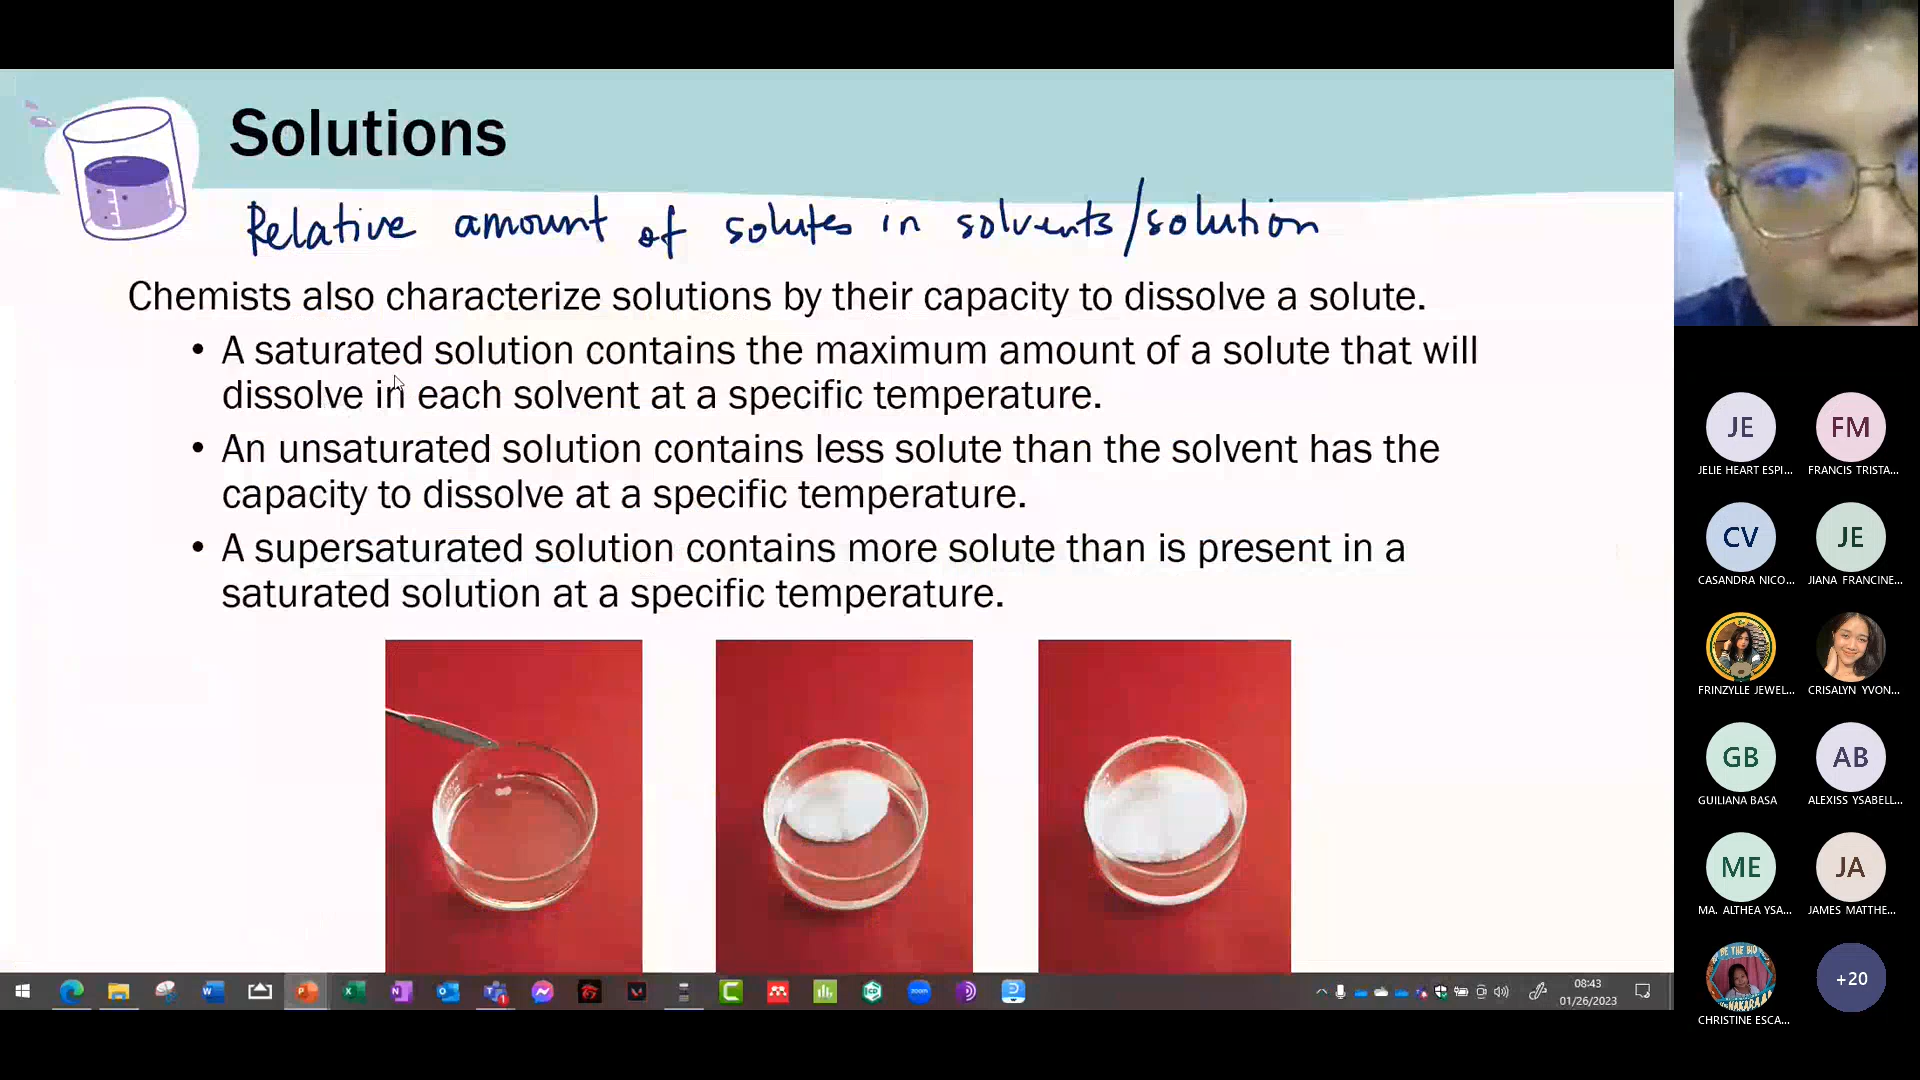 Solutions
Relative amount of solutes in solvents/solution
Chemists also characterize solutions by their capacity to dissolve a solute.
• A saturated solution contains the maximum amount of a solute that will
dissolve in each solvent at a specific temperature.
• An unsaturated solution contains less solute than the solvent has the
capacity to dissolve at a specific temperature.
• A supersaturated solution contains more solute than is present in a
saturated solution at a specific temperature.
JE
FM
JELIE HEART ESPI...
FRANCIS TRISTA...
CV
JE
CASANDRA NICO...
JIANA FRANCINE...
FRINZYLLE JEWEL...
CRISALYN YVON...
GB
AB
GUILIANA BASA
ALEXISS YSABELL...
ME
JA
MA. ALTHEA YSA...
JAMES MATTHE...
+20
CHRISTINE ESCA...
08:43
01/26/2023